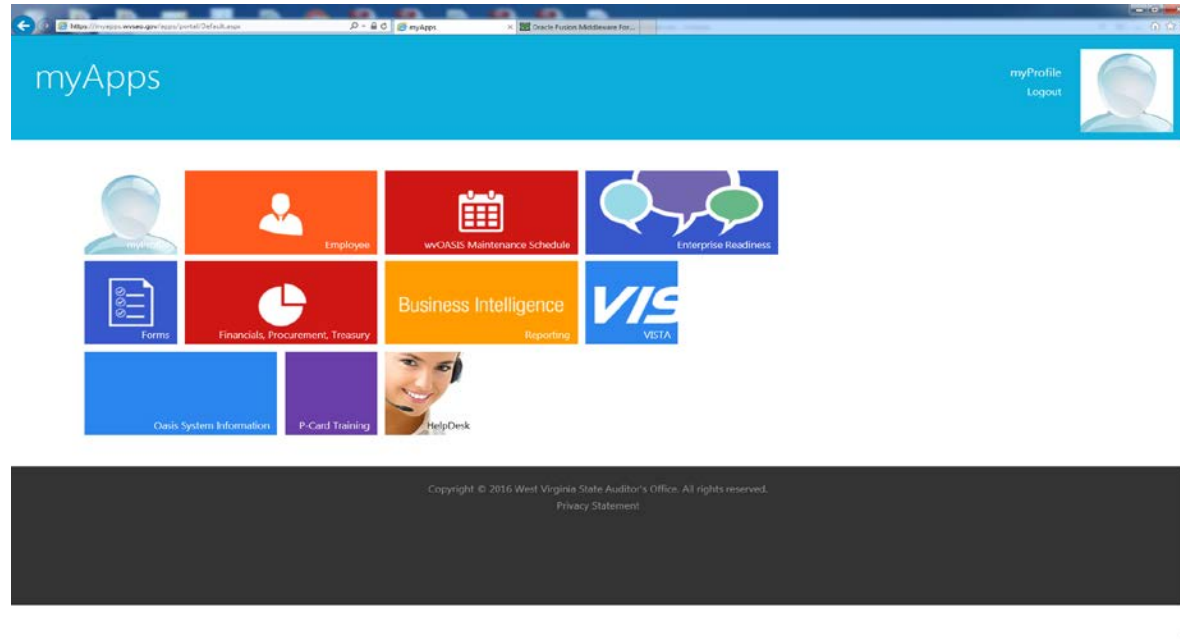 https://myapps.wvsao.gov/apps/portal/Default.aspx
myApps
Oracle Fusion Middleware For...
myApps
myProfile
Logout
myProfile
Employee
wvOASIS Maintenance Schedule
Enterprise Readiness
Forms
Financials, Procurement, Treasury
Business Intelligence
Reporting
VIS
VISTA
Oasis System Information
P-Card Training
HelpDesk
Copyright © 2016 West Virginia State Auditor's Office. All rights reserved.
Privacy Statement